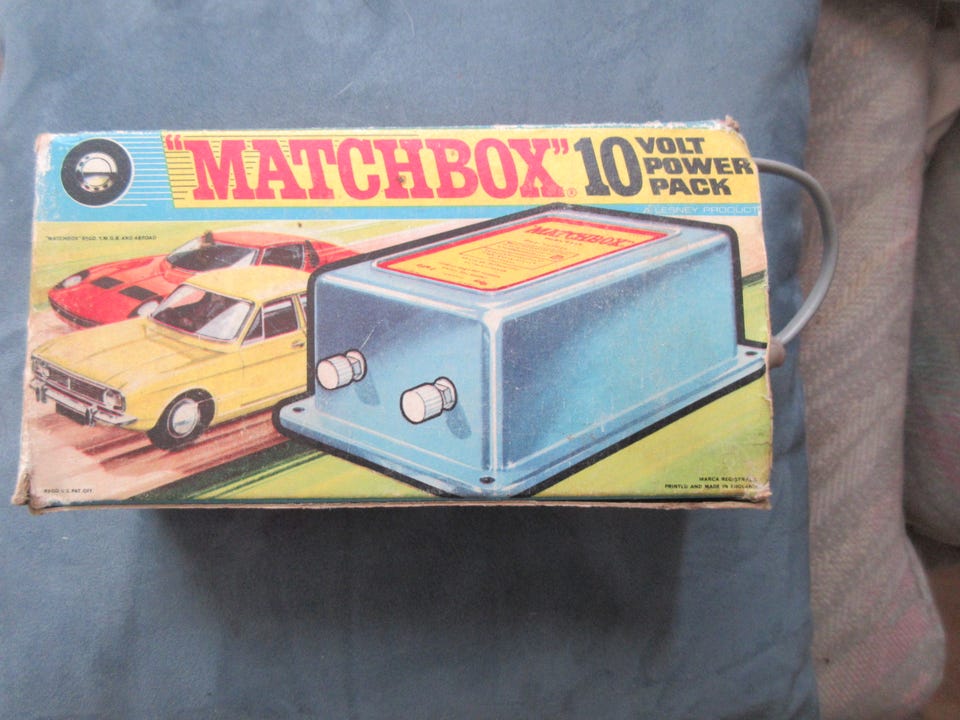 "MATCHBOX"® 10 VOLT
POWER
PACK
A LESNEY PRODUCT
"MATCHBOX" REGD. T.M. G.B. AND ABROAD
"MATCHBOX"
REGD U.S. PAT. OFF.
MARCA REGISTRADA
PRINTED AND MADE IN ENGLAND